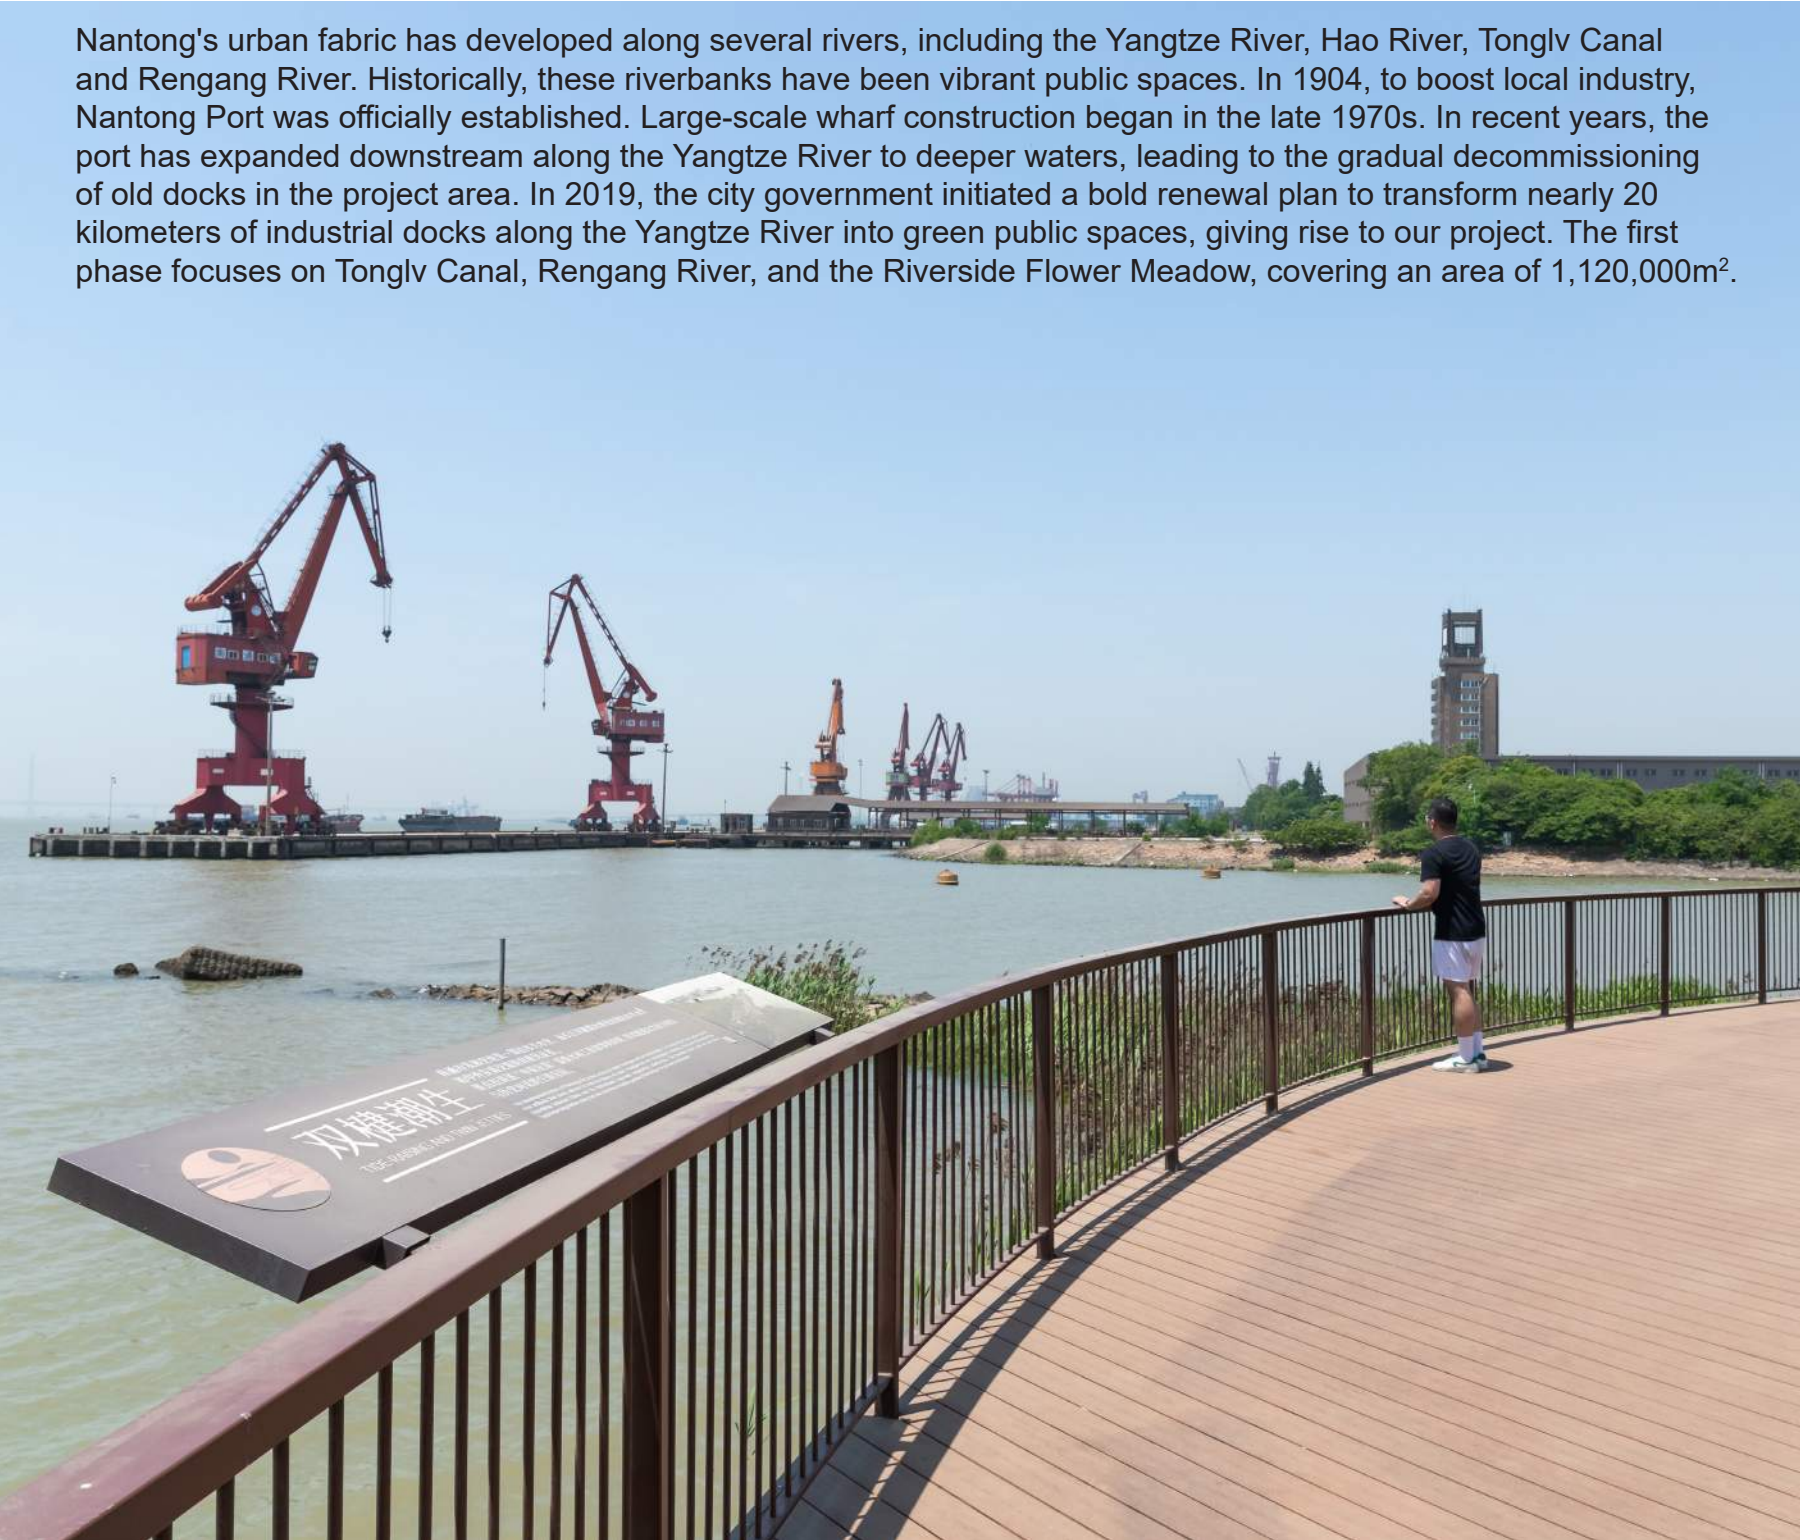 Nantong's urban fabric has developed along several rivers, including the Yangtze River, Hao River, Tonglv Canal
and Rengang River. Historically, these riverbanks have been vibrant public spaces. In 1904, to boost local industry,
Nantong Port was officially established. Large-scale wharf construction began in the late 1970s. In recent years, the
port has expanded downstream along the Yangtze River to deeper waters, leading to the gradual decommissioning
of old docks in the project area. In 2019, the city government initiated a bold renewal plan to transform nearly 20
kilometers of industrial docks along the Yangtze River into green public spaces, giving rise to our project. The first
phase focuses on Tonglv Canal, Rengang River, and the Riverside Flower Meadow, covering an area of 1,120,000m².
双楗潮生
TIDE-RAISING AND TWIN JETTIES